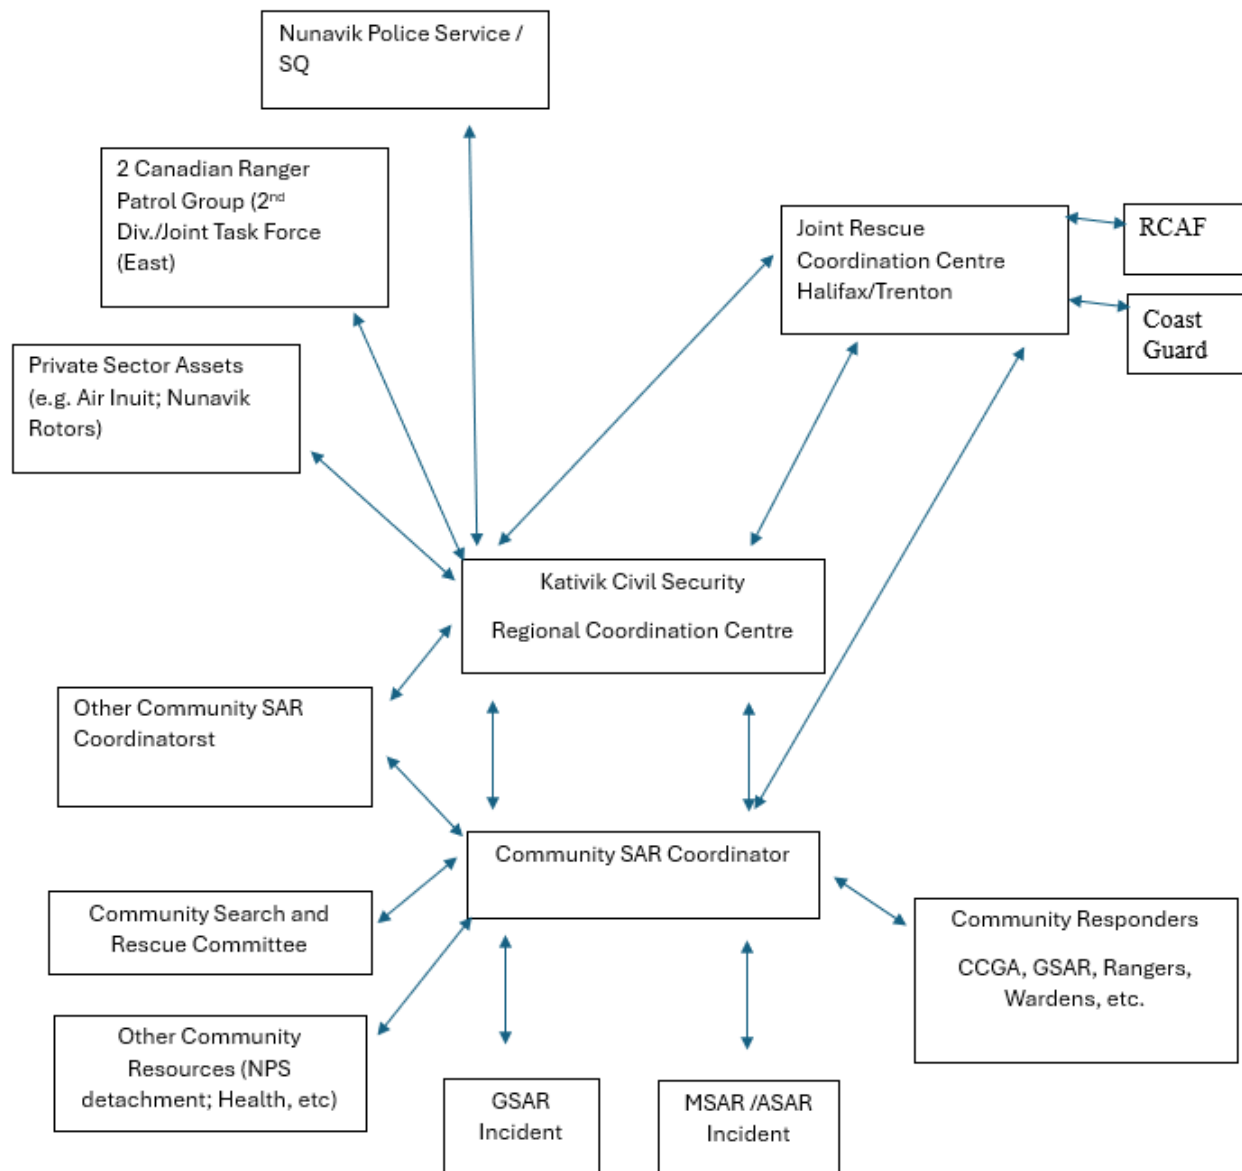 Nunavik Police Service /
SQ
2 Canadian Ranger
Patrol Group (2nd
Div./Joint Task Force
(East)
Joint Rescue
Coordination Centre
Halifax/Trenton
RCAF
Coast
Guard
Private Sector Assets
(e.g. Air Inuit; Nunavik
Rotors)
Kativik Civil Security
Regional Coordination Centre
Other Community SAR
Coordinatorst
Community SAR Coordinator
Community Search and
Rescue Committee
Community Responders
CCGA, GSAR, Rangers,
Wardens, etc.
Other Community
Resources (NPS
detachment; Health, etc)
GSAR
Incident
MSAR /ASAR
Incident